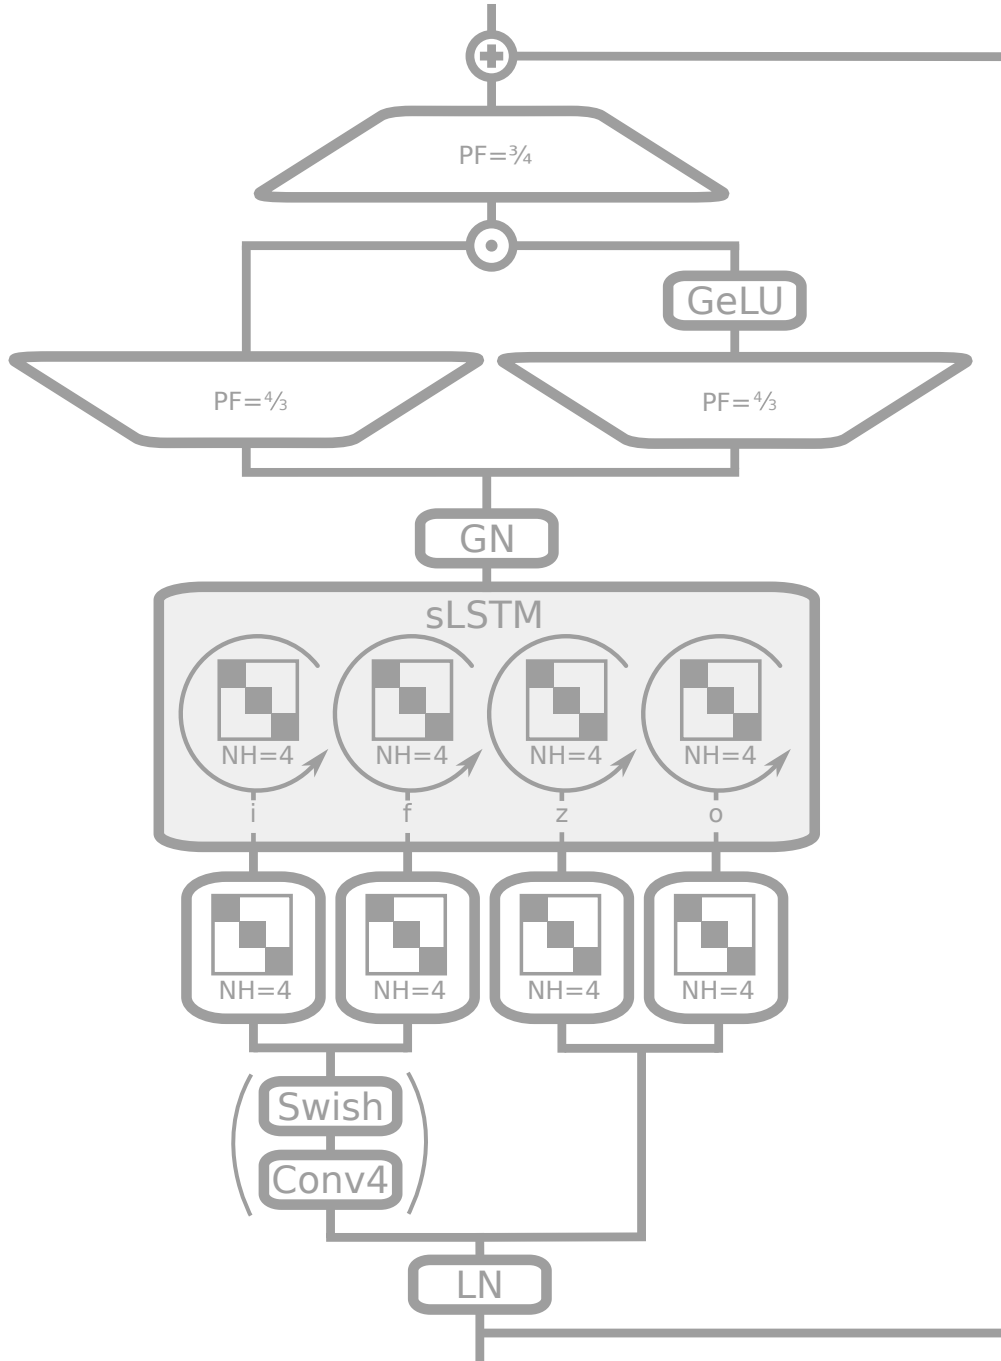 PF=¾
GeLU
PF=⁴⁄₃
PF=⁴⁄₃
GN
sLSTM
NH=4
NH=4
NH=4
NH=4
i
f
z
o
NH=4
NH=4
NH=4
NH=4
Swish
Conv4
LN